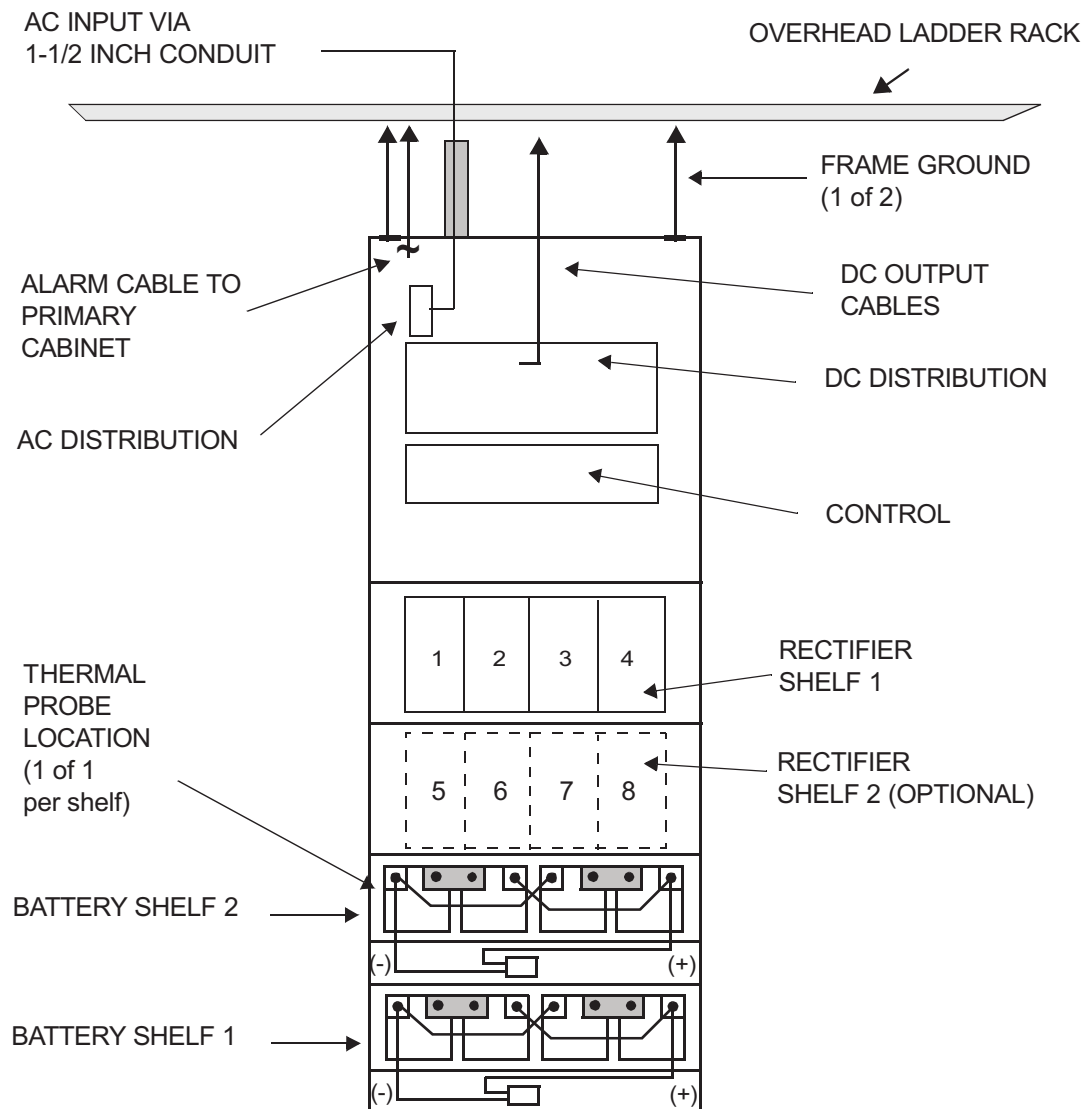 AC INPUT VIA
1-1/2 INCH CONDUIT
OVERHEAD LADDER RACK
FRAME GROUND
(1 of 2)
ALARM CABLE TO
PRIMARY
CABINET
DC OUTPUT
CABLES
DC DISTRIBUTION
AC DISTRIBUTION
CONTROL
1 2 3 4
RECTIFIER
SHELF 1
THERMAL
PROBE
LOCATION
(1 of 1
per shelf)
5 6 7 8
RECTIFIER
SHELF 2 (OPTIONAL)
BATTERY SHELF 2
(-) (+)
BATTERY SHELF 1
(-) (+)